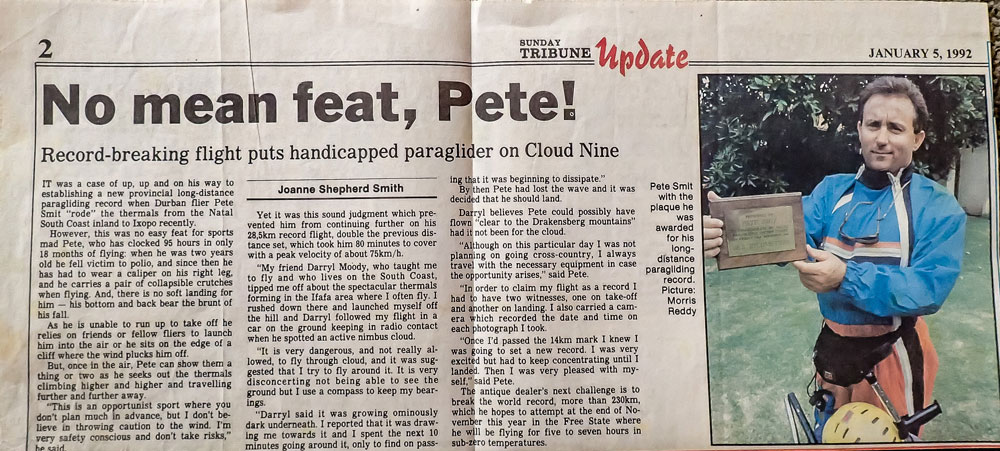 2
SUNDAY
TRIBUNE
Update
JANUARY 5, 1992
No mean feat, Pete!
Record-breaking flight puts handicapped paraglider on Cloud Nine
IT was a case of up, up and on his way to
establishing a new provincial long-distance
paragliding record when Durban flier Pete
Smit "rode" the thermals from the Natal
South Coast inland to Ixopo recently.
However, this was no easy feat for sports
mad Pete, who has clocked 95 hours in only
18 months of flying: when he was two years
old he fell victim to polio, and since then he
has had to wear a caliper on his right leg,
and he carries a pair of collapsible crutches
when flying. And, there is no soft landing for
him — his bottom and back bear the brunt of
his fall.
As he is unable to run up to take off he
relies on friends or fellow fliers to launch
him into the air or he sits on the edge of a
cliff where the wind plucks him off.
But, once in the air, Pete can show them a
thing or two as he seeks out the thermals
climbing higher and higher and travelling
further and further away.
"This is an opportunist sport where you
don't plan much in advance, but I don't be-
lieve in throwing caution to the wind. I'm
very safety conscious and don't take risks,"
he said.
Joanne Shepherd Smith
Yet it was this sound judgment which pre-
vented him from continuing further on his
28,5km record flight, double the previous dis-
tance set, which took him 80 minutes to cover
with a peak velocity of about 75km/h.
"My friend Darryl Moody, who taught me
to fly and who lives on the South Coast,
tipped me off about the spectacular thermals
forming in the Ifafa area where I often fly. I
rushed down there and launched myself off
the hill and Darryl followed my flight in a
car on the ground keeping in radio contact
when he spotted an active nimbus cloud.
"It is very dangerous, and not really al-
lowed, to fly through cloud, and it was sug-
gested that I try to fly around it. It is very
disconcerting not being able to see the
ground but I use a compass to keep my bear-
ings.
"Darryl said it was growing ominously
dark underneath. I reported that it was draw-
ing me towards it and I spent the next 10
minutes going around it, only to find on pass-
ing that it was beginning to dissipate."
By then Pete had lost the wave and it was
decided that he should land.
Darryl believes Pete could possibly have
flown "clear to the Drakensberg mountains"
had it not been for the cloud.
"Although on this particular day I was not
planning on going cross-country, I always
travel with the necessary equipment in case
the opportunity arises," said Pete.
"In order to claim my flight as a record I
had to have two witnesses, one on take-off
and another on landing. I also carried a cam-
era which recorded the date and time on
each photograph I took.
"Once I'd passed the 14km mark I knew I
was going to set a new record. I was very
excited but had to keep concentrating until I
landed. Then I was very pleased with my-
self," said Pete.
The antique dealer's next challenge is to
break the world record, more than 230km,
which he hopes to attempt at the end of No-
vember this year in the Free State where
he will be flying for five to seven hours in
sub-zero temperatures.
Pete Smit
with the
plaque he
was
awarded
for his
long-
distance
paragliding
record.
Picture:
Morris
Reddy